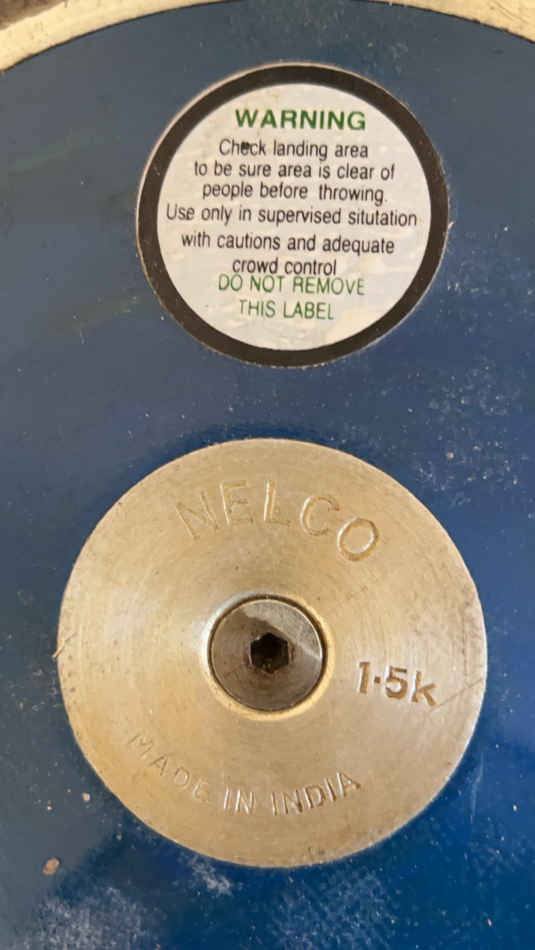 WARNING
Check landing area
to be sure area is clear of
people before throwing.
Use only in supervised situtation
with cautions and adequate
crowd control
DO NOT REMOVE
THIS LABEL
NELCO
1.5k
MADE IN INDIA